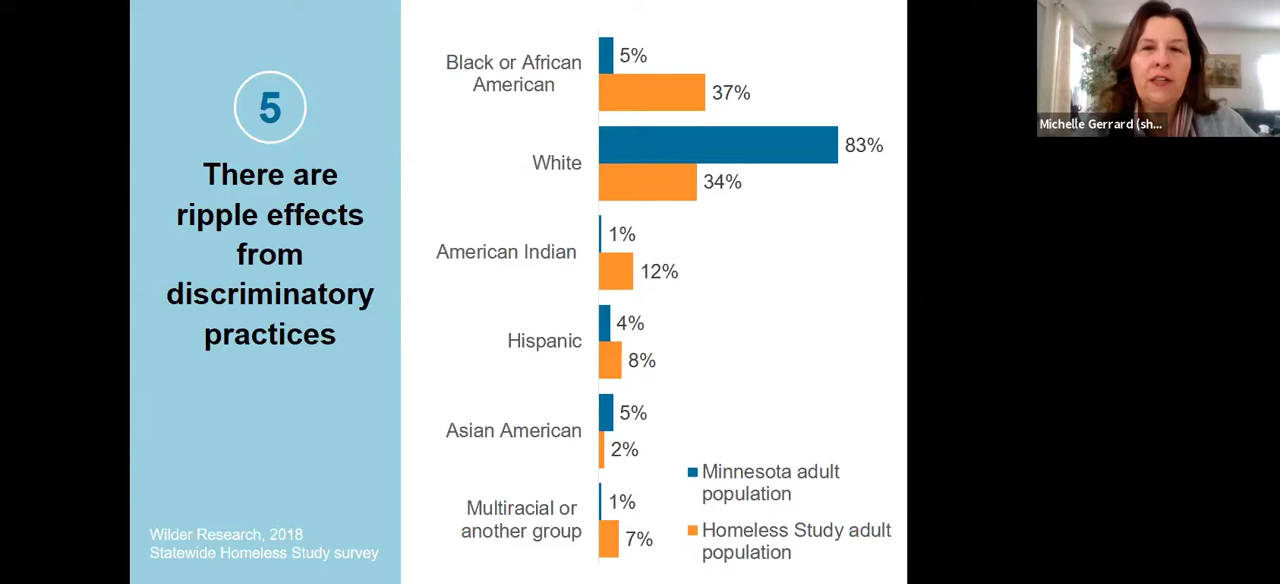 5
There are
ripple effects
from
discriminatory
practices
Wilder Research, 2018
Statewide Homeless Study survey
Black or African
American
5%
37%
White
83%
34%
American Indian
1%
12%
Hispanic
4%
8%
Asian American
5%
2%
Multiracial or
another group
1%
7%
Minnesota adult
population
Homeless Study adult
population
Michelle Gerrard (sh...